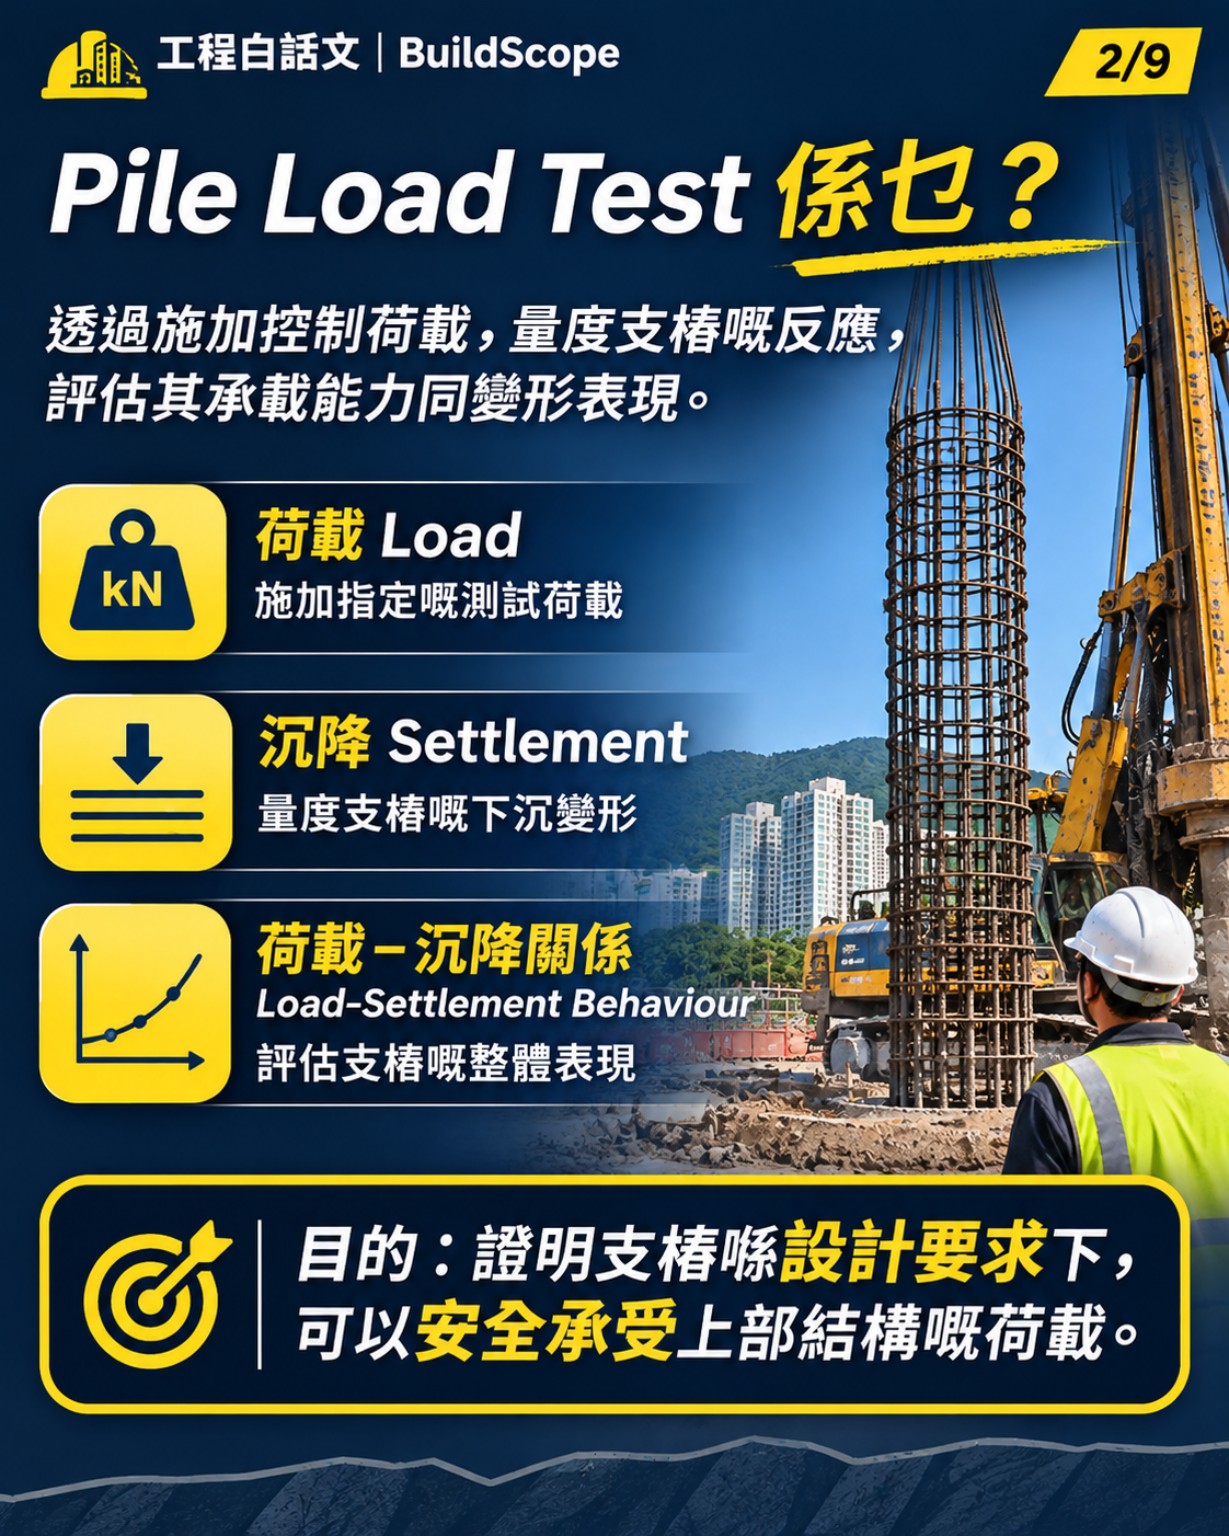 工程白話文｜BuildScope
2/9
Pile Load Test 係乜？
透過施加控制荷載，量度支樁嘅反應，
評估其承載能力同變形表現。
kN
荷載 Load
施加指定嘅測試荷載
沉降 Settlement
量度支樁嘅下沉變形
荷載－沉降關係
Load-Settlement Behaviour
評估支樁嘅整體表現
目的：證明支樁喺設計要求下，
可以安全承受上部結構嘅荷載。